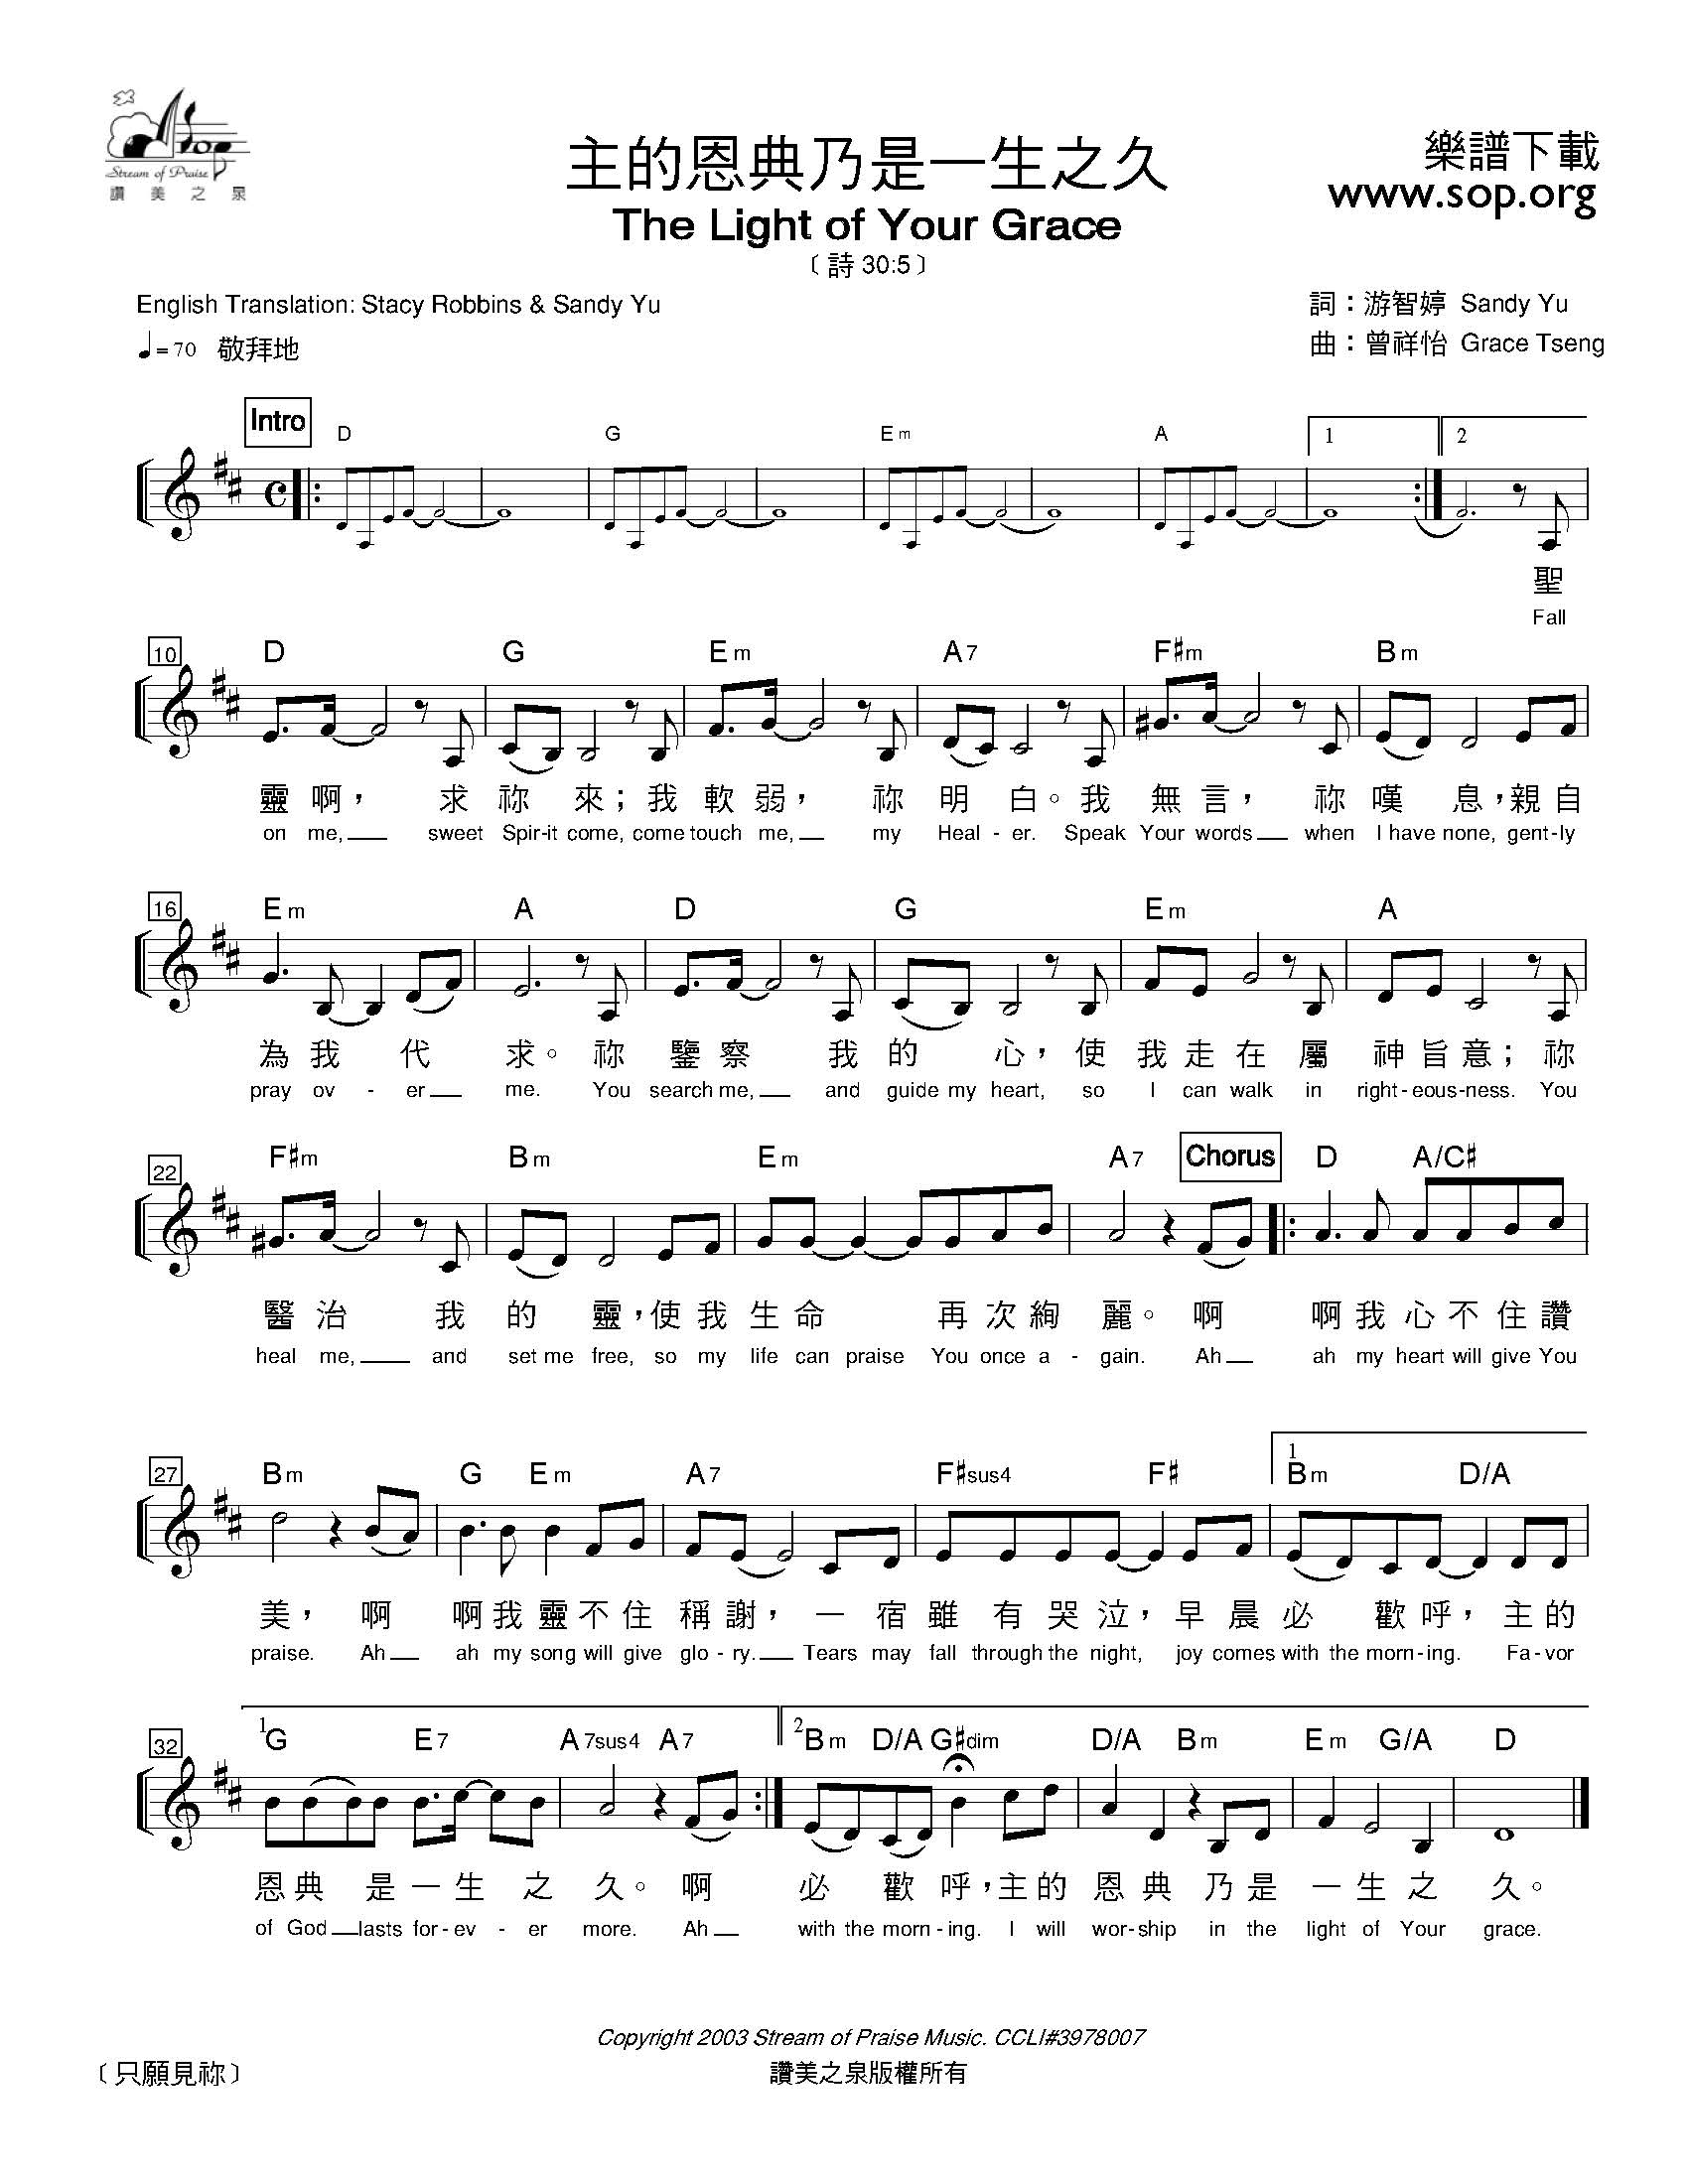 Stream of Praise
讚美之泉
主的恩典乃是一生之久
The Light of Your Grace
﹝詩 30:5﹞
樂譜下載
www.sop.org
English Translation: Stacy Robbins & Sandy Yu
詞：游智婷 Sandy Yu
♩= 70 敬拜地
曲：曾祥怡 Grace Tseng
Intro
D G Em A 1 2
聖
Fall
10 D G Em A7 F♯m Bm
靈啊， 求祢來；我軟弱， 祢明白。我無言， 祢嘆息，親自
on me, sweet Spir-it come, come touch me, my Heal - er. Speak Your words when I have none, gent-ly
16 Em A D G Em A
為我代求。祢鑒察我的心，使我走在屬神旨意；祢
pray ov - er me. You search me, and guide my heart, so I can walk in right-eous-ness. You
22 F♯m Bm Em A7 Chorus D A/C♯
醫治我的靈，使我生命再次絢麗。啊 啊我心不住讚
heal me, and set me free, so my life can praise You once a - gain. Ah ah my heart will give You
27 Bm G Em A7 F♯sus4 F♯ 1 Bm D/A
美， 啊 啊我靈不住稱謝，一宿雖有哭泣，早晨必歡呼，主的
praise. Ah ah my song will give glo - ry. Tears may fall through the night, joy comes with the morn-ing. Fa-vor
32 1 G E7 A7sus4 A7 2 Bm D/A G♯dim D/A Bm Em G/A D
恩典是一生之久。啊 必歡呼，主的恩典乃是一生之久。
of God lasts for-ev - er more. Ah with the morn-ing. I will wor-ship in the light of Your grace.
Copyright 2003 Stream of Praise Music. CCLI#3978007
﹝只願見祢﹞
讚美之泉版權所有